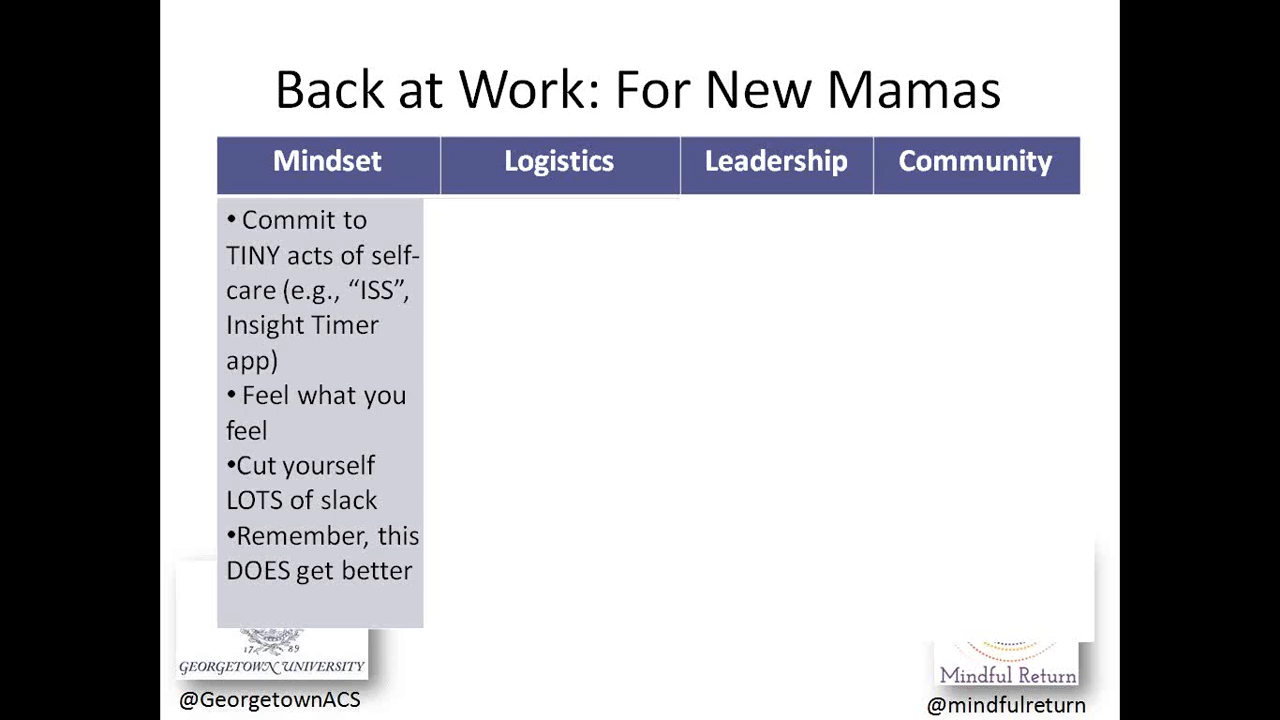 Back at Work: For New Mamas
Mindset Logistics Leadership Community
• Commit to
TINY acts of self-
care (e.g., “ISS”,
Insight Timer
app)
• Feel what you
feel
•Cut yourself
LOTS of slack
•Remember, this
DOES get better
17 89
GEORGETOWN UNIVERSITY
@GeorgetownACS
Mindful Return
@mindfulreturn